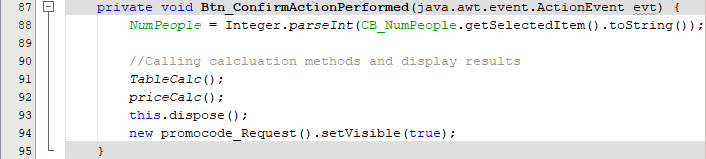 87 private void Btn_ConfirmActionPerformed(java.awt.event.ActionEvent evt) {
88 NumPeople = Integer.parseInt(CB_NumPeople.getSelectedItem().toString());
89
90 //Calling calcluation methods and display results
91 TableCalc();
92 priceCalc();
93 this.dispose();
94 new promocode_Request().setVisible(true);
95 }